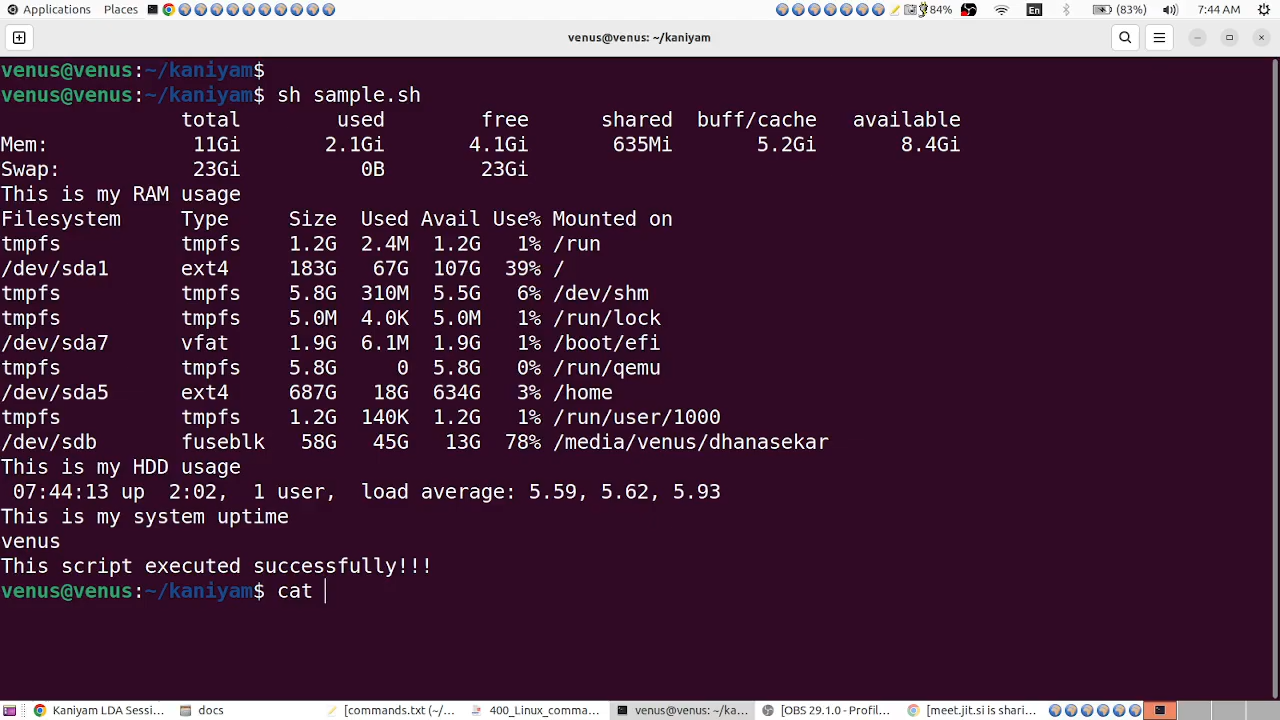 Applications Places 84% En (83%) 7:44 AM
venus@venus: ~/kaniyam
venus@venus:~/kaniyam$
venus@venus:~/kaniyam$ sh sample.sh
total used free shared buff/cache available
Mem: 11Gi 2.1Gi 4.1Gi 635Mi 5.2Gi 8.4Gi
Swap: 23Gi 0B 23Gi
This is my RAM usage
Filesystem Type Size Used Avail Use% Mounted on
tmpfs tmpfs 1.2G 2.4M 1.2G 1% /run
/dev/sda1 ext4 183G 67G 107G 39% /
tmpfs tmpfs 5.8G 310M 5.5G 6% /dev/shm
tmpfs tmpfs 5.0M 4.0K 5.0M 1% /run/lock
/dev/sda7 vfat 1.9G 6.1M 1.9G 1% /boot/efi
tmpfs tmpfs 5.8G 0 5.8G 0% /run/qemu
/dev/sda5 ext4 687G 18G 634G 3% /home
tmpfs tmpfs 1.2G 140K 1.2G 1% /run/user/1000
/dev/sdb fuseblk 58G 45G 13G 78% /media/venus/dhanasekar
This is my HDD usage
07:44:13 up 2:02, 1 user, load average: 5.59, 5.62, 5.93
This is my system uptime
venus
This script executed successfully!!!
venus@venus:~/kaniyam$ cat
Kaniyam LDA Sessi... docs [commands.txt (~/... 400_Linux_comma... venus@venus: ~/ka... [OBS 29.1.0 - Profil... [meet.jit.si is shari...